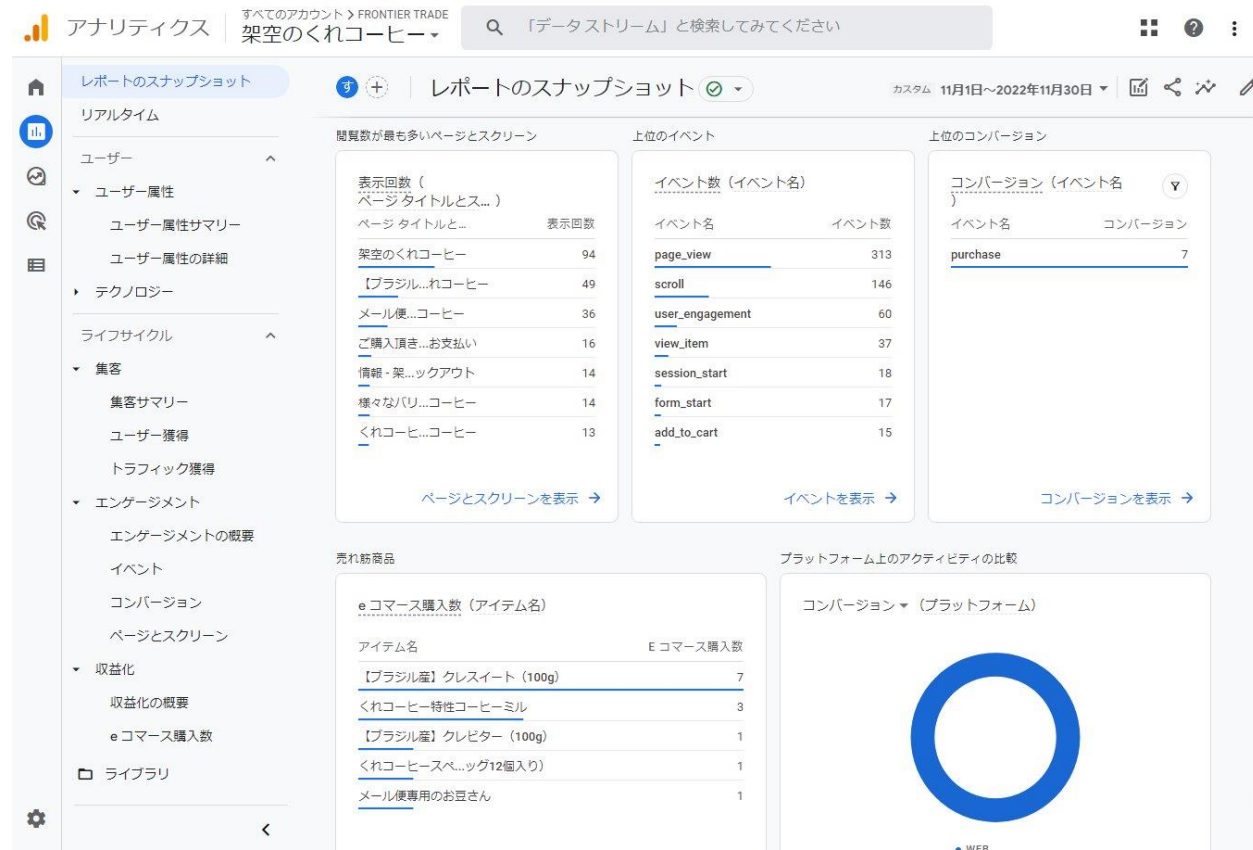 アナリティクス
すべてのアカウント > FRONTIER TRADE
架空のくれコーヒー
「データ ストリーム」と検索してみてください
レポートのスナップショット
リアルタイム
ユーザー
ユーザー属性
ユーザー属性サマリー
ユーザー属性の詳細
テクノロジー
ライフサイクル
集客
集客サマリー
ユーザー獲得
トラフィック獲得
エンゲージメント
エンゲージメントの概要
イベント
コンバージョン
ページとスクリーン
収益化
収益化の概要
e コマース購入数
ライブラリ
す
レポートのスナップショット
カスタム 11月1日～2022年11月30日
閲覧数が最も多いページとスクリーン
表示回数（
ページ タイトルとス... ）
ページ タイトルと... 表示回数
架空のくれコーヒー 94
【ブラジル...れコーヒー 49
メール便...コーヒー 36
ご購入頂き...お支払い 16
情報 - 架...ックアウト 14
様々なバリ...コーヒー 14
くれコーヒ...コーヒー 13
ページとスクリーンを表示
上位のイベント
イベント数（イベント名）
イベント名 イベント数
page_view 313
scroll 146
user_engagement 60
view_item 37
session_start 18
form_start 17
add_to_cart 15
イベントを表示
上位のコンバージョン
コンバージョン（イベント名
）
イベント名 コンバージョン
purchase 7
コンバージョンを表示
売れ筋商品
e コマース購入数（アイテム名）
アイテム名 E コマース購入数
【ブラジル産】クレスイート（100g） 7
くれコーヒー特性コーヒーミル 3
【ブラジル産】クレビター（100g） 1
くれコーヒースペ...ッグ12個入り） 1
メール便専用のお豆さん 1
プラットフォーム上のアクティビティの比較
コンバージョン（プラットフォーム）
WEB